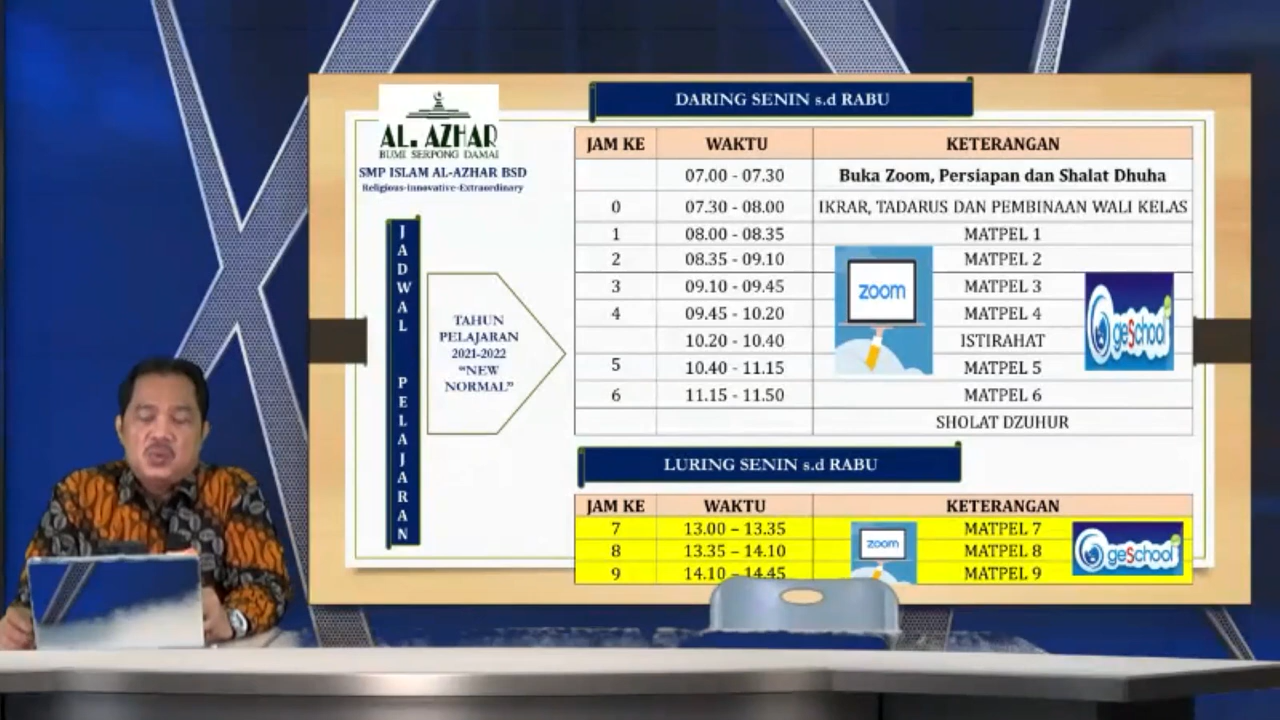 AL. AZHAR
BUMI SERPONG DAMAI
SMP ISLAM AL-AZHAR BSD
Religious-Innovative-Extraordinary
JADWAL PELAJARAN
TAHUN
PELAJARAN
2021-2022
“NEW
NORMAL”
DARING SENIN s.d RABU
JAM KE WAKTU KETERANGAN
07.00 - 07.30 Buka Zoom, Persiapan dan Shalat Dhuha
0 07.30 - 08.00 IKRAR, TADARUS DAN PEMBINAAN WALI KELAS
1 08.00 - 08.35 MATPEL 1
2 08.35 - 09.10 MATPEL 2
3 09.10 - 09.45 MATPEL 3
4 09.45 - 10.20 MATPEL 4
10.20 - 10.40 ISTIRAHAT
5 10.40 - 11.15 MATPEL 5
6 11.15 - 11.50 MATPEL 6
SHOLAT DZUHUR
zoom
geSchool
LURING SENIN s.d RABU
JAM KE WAKTU KETERANGAN
7 13.00 – 13.35 MATPEL 7
8 13.35 – 14.10 MATPEL 8
9 14.10 – 14.45 MATPEL 9
zoom
geSchool